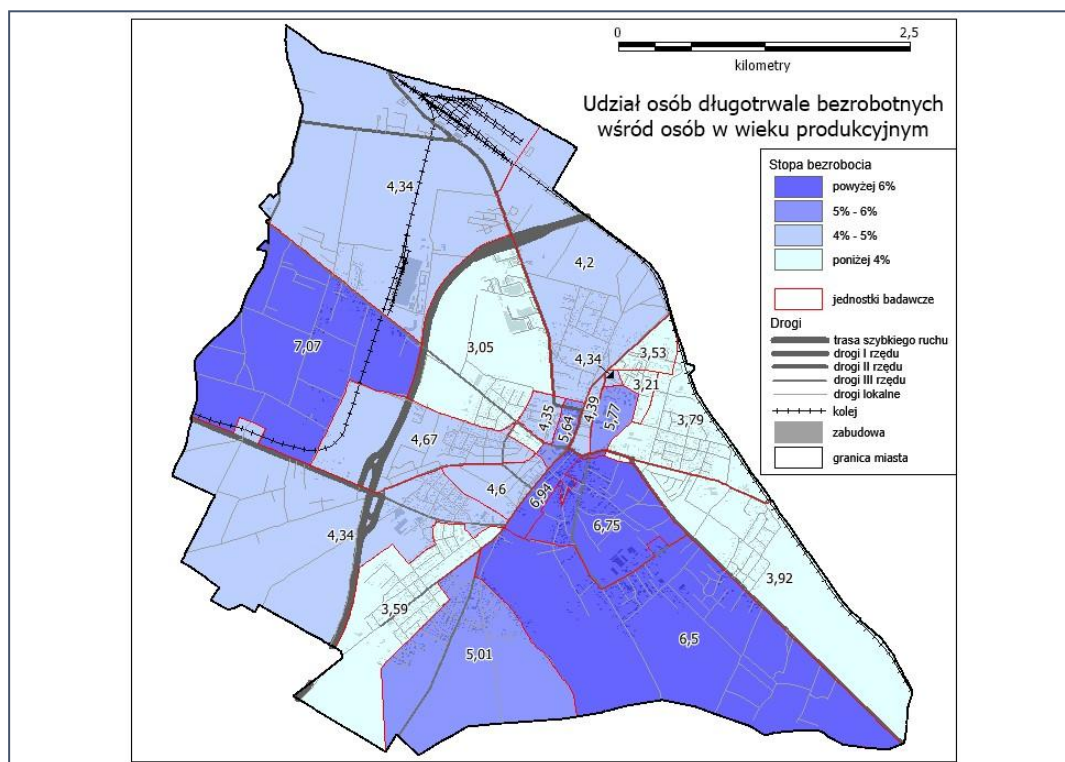 0 2,5
kilometry
Udział osób długotrwale bezrobotnych
wśród osób w wieku produkcyjnym
Stopa bezrobocia
powyżej 6%
5% - 6%
4% - 5%
poniżej 4%
jednostki badawcze
Drogi
trasa szybkiego ruchu
drogi I rzędu
drogi II rzędu
drogi III rzędu
drogi lokalne
kolej
zabudowa
granica miasta
4,34
4,2
7,07
3,05
4,34
3,53
3,21
4,35
5,64
4,39
5,77
3,79
4,67
4,6
6,94
6,75
4,34
3,92
3,59
5,01
6,5